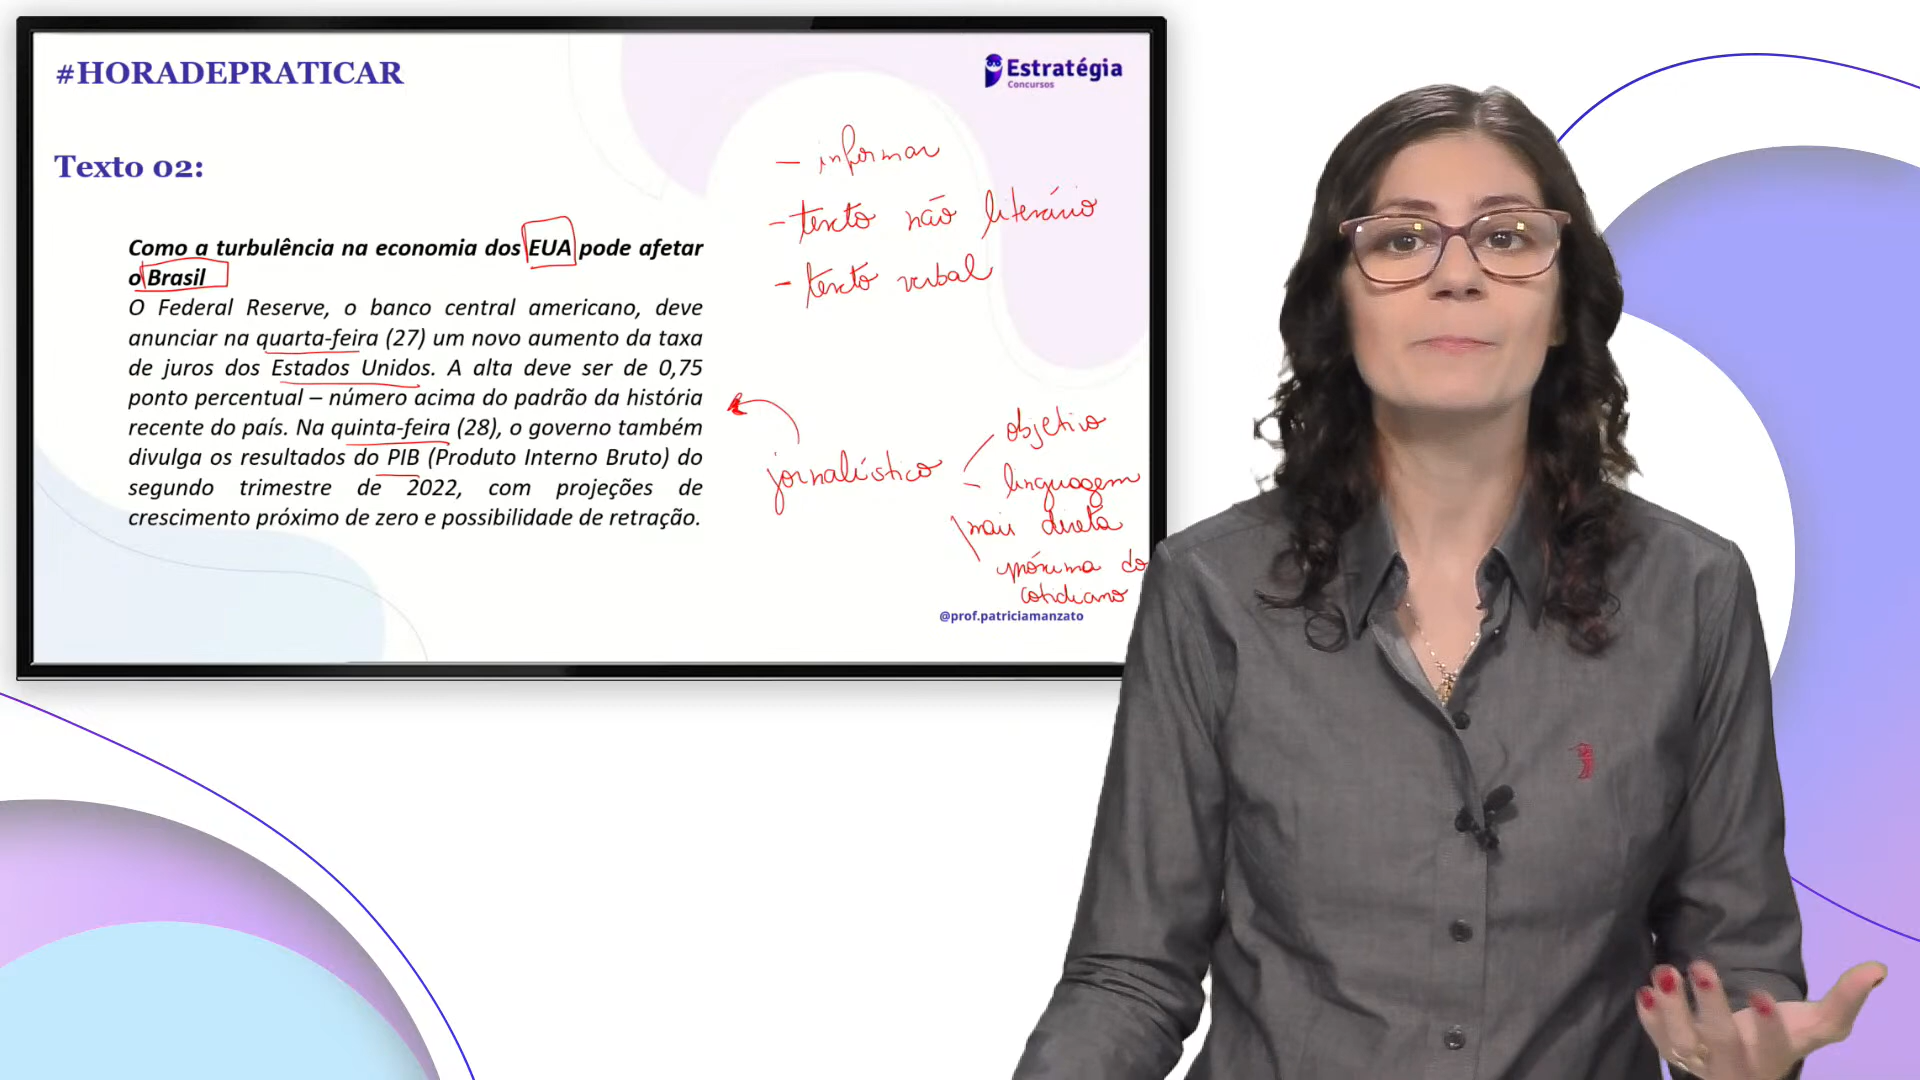 #HORADEPRATICAR
Estratégia
Concursos
Texto 02:
Como a turbulência na economia dos EUA pode afetar
o Brasil
O Federal Reserve, o banco central americano, deve
anunciar na quarta-feira (27) um novo aumento da taxa
de juros dos Estados Unidos. A alta deve ser de 0,75
ponto percentual – número acima do padrão da história
recente do país. Na quinta-feira (28), o governo também
divulga os resultados do PIB (Produto Interno Bruto) do
segundo trimestre de 2022, com projeções de
crescimento próximo de zero e possibilidade de retração.
- informar
- texto não literário
- texto verbal
jornalístico
objetivo
- linguagem
mais direta
próxima do
cotidiano
@prof.patriciamanzato